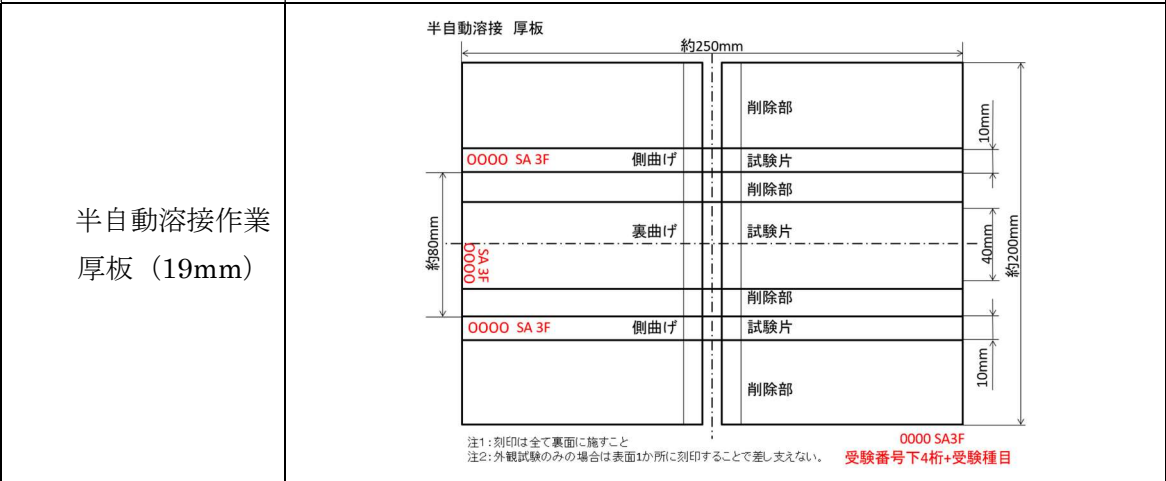 半自動溶接作業
厚板（19mm）
半自動溶接 厚板
約250mm
削除部
10mm
0000 SA 3F 側曲げ 試験片
削除部
約80mm
裏曲げ 試験片
0000
SA 3F
40mm
約200mm
削除部
0000 SA 3F 側曲げ 試験片
10mm
削除部
注1：刻印は全て裏面に施すこと
注2：外観試験のみの場合は表面1か所に刻印することで差し支えない。
0000 SA3F
受験番号下4桁+受験種目